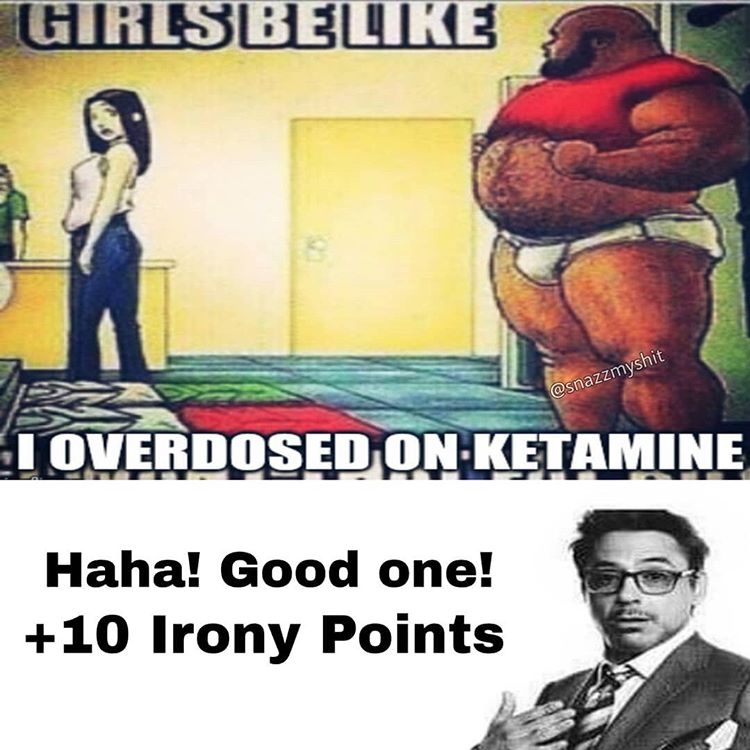 GIRLS BE LIKE
@snazzmyshit
I OVERDOSED ON KETAMINE
Haha! Good one!
+10 Irony Points